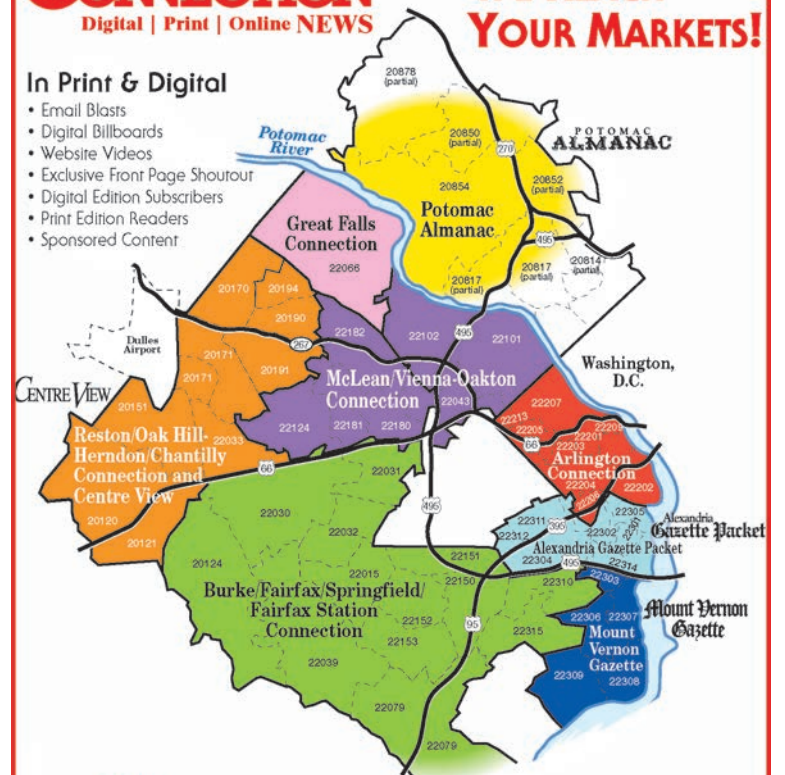 Digital | Print | Online NEWS
YOUR MARKETS!
In Print & Digital
• Email Blasts
• Digital Billboards
• Website Videos
• Exclusive Front Page Shoutout
• Digital Edition Subscribers
• Print Edition Readers
• Sponsored Content
20878
(partial)
Potomac
River
20850
(partial)
270
POTOMAC
ALMANAC
20854
20852
(partial)
Potomac
Almanac
Great Falls
Connection
22066
495
20814
(partial)
20817
(partial)
20817
(partial)
20170
20194
20190
22182
22102
495
22101
267
Dulles
Airport
20171
20171
20191
McLean/Vienna-Oakton
Connection
22043
Washington,
D.C.
CENTRE VIEW
20151
22124
22181
22180
22207
22213
22205
22209
22201
22203
66
Reston/Oak Hill-
Herndon/Chantilly
Connection and
Centre View
22033
66
Arlington
Connection
22204
22202
22206
22031
20120
20121
22030
22032
495
22311
22312
395
22305
22302
22301
Alexandria
Gazette Packet
Alexandria Gazette Packet
22304
495
22314
20124
22015
22151
22150
22310
22303
Burke/Fairfax/Springfield/
Fairfax Station
Connection
22152
22153
95
22315
22306
22307
Mount Vernon
Gazette
Mount
Vernon
Gazette
22039
22309
22308
22079
22079